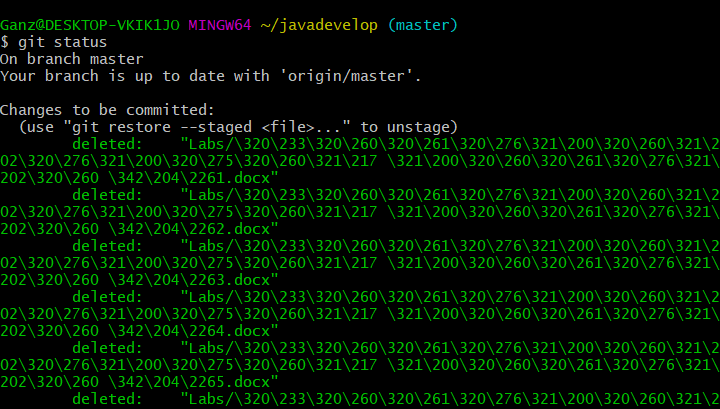 Ganz@DESKTOP-VKIK1JO MINGW64 ~/javadevelop (master)
$ git status
On branch master
Your branch is up to date with 'origin/master'.

Changes to be committed:
  (use "git restore --staged <file>..." to unstage)
        deleted:    "Labs/\320\233\320\260\320\261\320\276\321\200\320\260\321\2
02\320\276\321\200\320\275\320\260\321\217 \321\200\320\260\320\261\320\276\321\
202\320\260 \342\204\2261.docx"
        deleted:    "Labs/\320\233\320\260\320\261\320\276\321\200\320\260\321\2
02\320\276\321\200\320\275\320\260\321\217 \321\200\320\260\320\261\320\276\321\
202\320\260 \342\204\2262.docx"
        deleted:    "Labs/\320\233\320\260\320\261\320\276\321\200\320\260\321\2
02\320\276\321\200\320\275\320\260\321\217 \321\200\320\260\320\261\320\276\321\
202\320\260 \342\204\2263.docx"
        deleted:    "Labs/\320\233\320\260\320\261\320\276\321\200\320\260\321\2
02\320\276\321\200\320\275\320\260\321\217 \321\200\320\260\320\261\320\276\321\
202\320\260 \342\204\2264.docx"
        deleted:    "Labs/\320\233\320\260\320\261\320\276\321\200\320\260\321\2
02\320\276\321\200\320\275\320\260\321\217 \321\200\320\260\320\261\320\276\321\
202\320\260 \342\204\2265.docx"
        deleted:    "Labs/\320\233\320\260\320\261\320\276\321\200\320\260\321\2